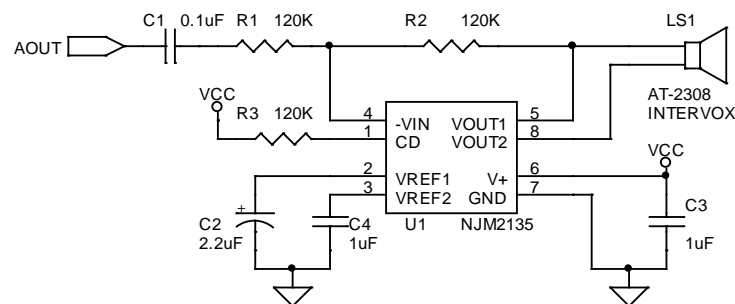 C1 0.1uF R1 120K R2 120K LS1
AOUT
AT-2308
INTERVOX
VCC
R3 120K
4 -VIN VOUT1 5
1 CD VOUT2 8
VCC
2 VREF1 V+ 6
3 VREF2 GND 7
+
C2
2.2uF
C4
1uF
U1 NJM2135
C3
1uF